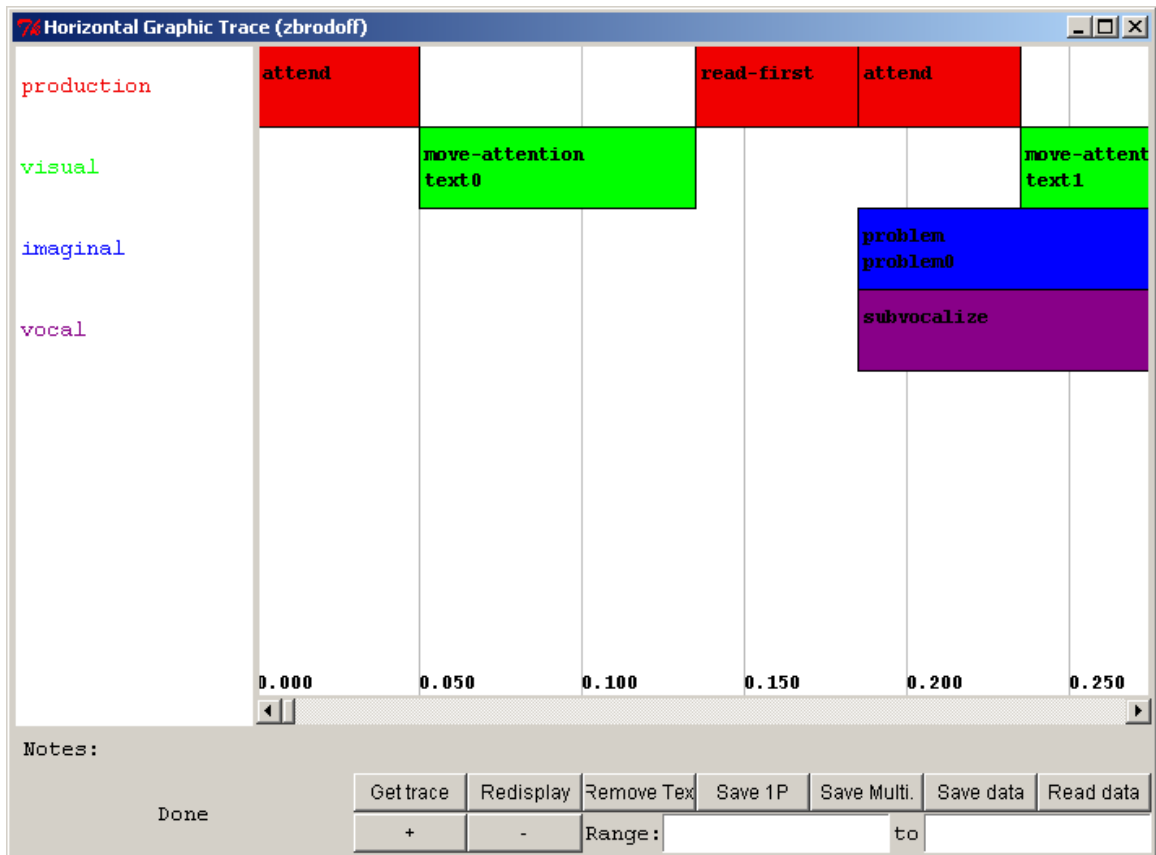 Horizontal Graphic Trace (zbrodoff)
production
attend
read-first
attend
visual
move-attention
text0
move-attent
text1
imaginal
problem
problem0
vocal
subvocalize
0.000
0.050
0.100
0.150
0.200
0.250
Notes:
Done
Get trace
Redisplay
Remove Tex
Save 1P
Save Multi.
Save data
Read data
+
-
Range:
to